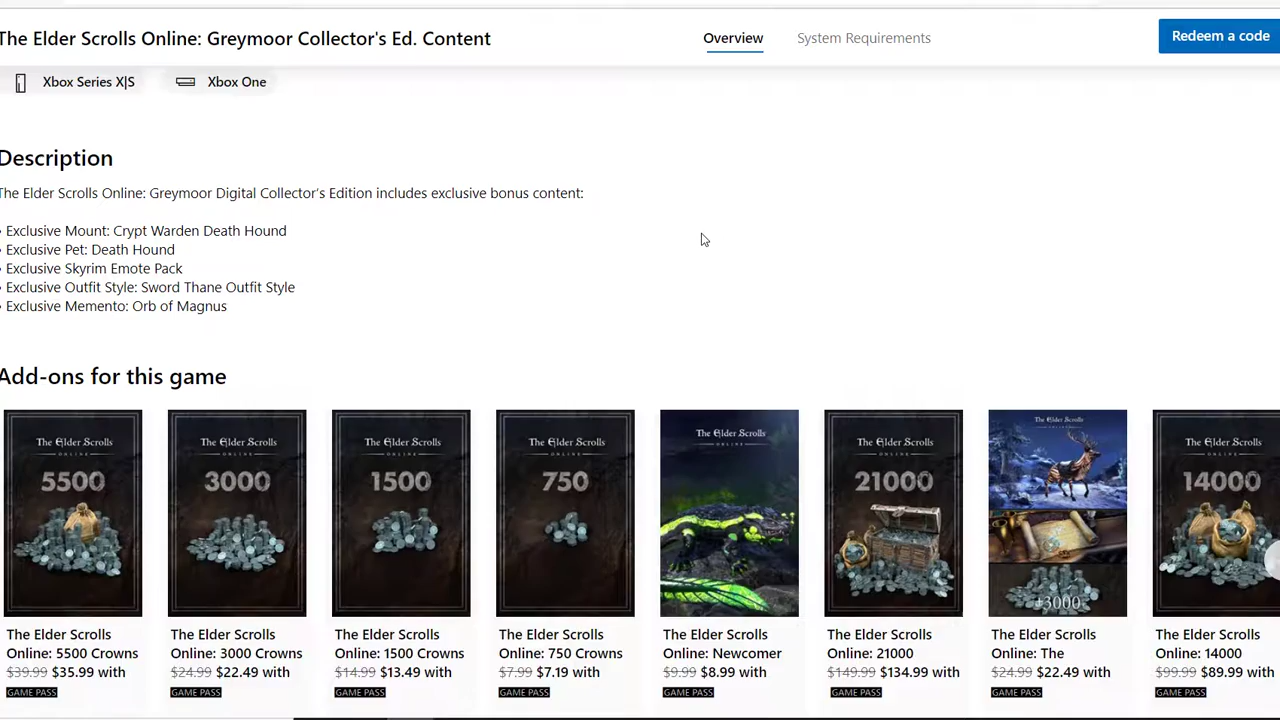 The Elder Scrolls Online: Greymoor Collector's Ed. Content
Overview
System Requirements
Redeem a code
Xbox Series X|S
Xbox One
Description
The Elder Scrolls Online: Greymoor Digital Collector's Edition includes exclusive bonus content:
• Exclusive Mount: Crypt Warden Death Hound
• Exclusive Pet: Death Hound
• Exclusive Skyrim Emote Pack
• Exclusive Outfit Style: Sword Thane Outfit Style
• Exclusive Memento: Orb of Magnus
Add-ons for this game
The Elder Scrolls
ONLINE
5500
The Elder Scrolls
Online: 5500 Crowns
$39.99 $35.99 with
GAME PASS
The Elder Scrolls
ONLINE
3000
The Elder Scrolls
Online: 3000 Crowns
$24.99 $22.49 with
GAME PASS
The Elder Scrolls
ONLINE
1500
The Elder Scrolls
Online: 1500 Crowns
$14.99 $13.49 with
GAME PASS
The Elder Scrolls
ONLINE
750
The Elder Scrolls
Online: 750 Crowns
$7.99 $7.19 with
GAME PASS
The Elder Scrolls
ONLINE
The Elder Scrolls
Online: Newcomer
$9.99 $8.99 with
GAME PASS
The Elder Scrolls
ONLINE
21000
The Elder Scrolls
Online: 21000
$149.99 $134.99 with
GAME PASS
The Elder Scrolls
ONLINE
+3000
The Elder Scrolls
Online: The
$24.99 $22.49 with
GAME PASS
The Elder Scrolls
ONLINE
14000
The Elder Scrolls
Online: 14000
$99.99 $89.99 with
GAME PASS